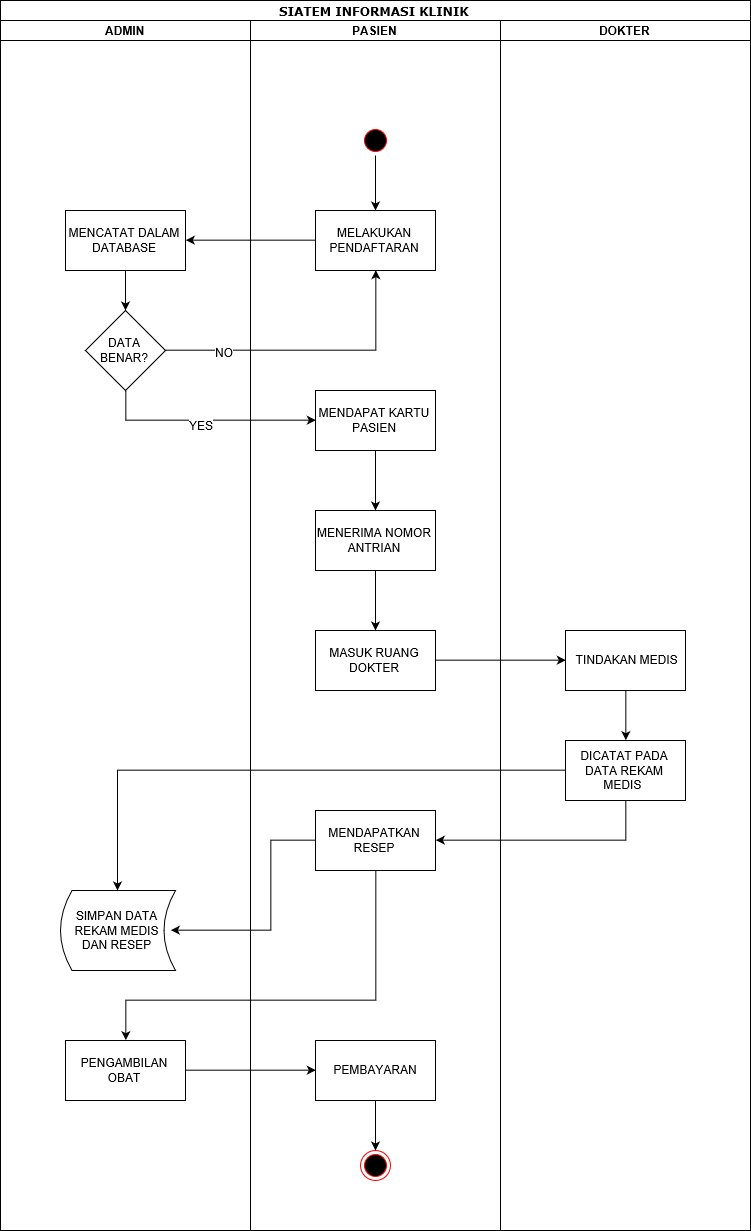 SIATEM INFORMASI KLINIK
ADMIN
PASIEN
DOKTER
MELAKUKAN
PENDAFTARAN
MENCATAT DALAM
DATABASE
DATA
BENAR?
NO
YES
MENDAPAT KARTU
PASIEN
MENERIMA NOMOR
ANTRIAN
MASUK RUANG
DOKTER
TINDAKAN MEDIS
DICATAT PADA
DATA REKAM
MEDIS
MENDAPATKAN
RESEP
SIMPAN DATA
REKAM MEDIS
DAN RESEP
PENGAMBILAN
OBAT
PEMBAYARAN